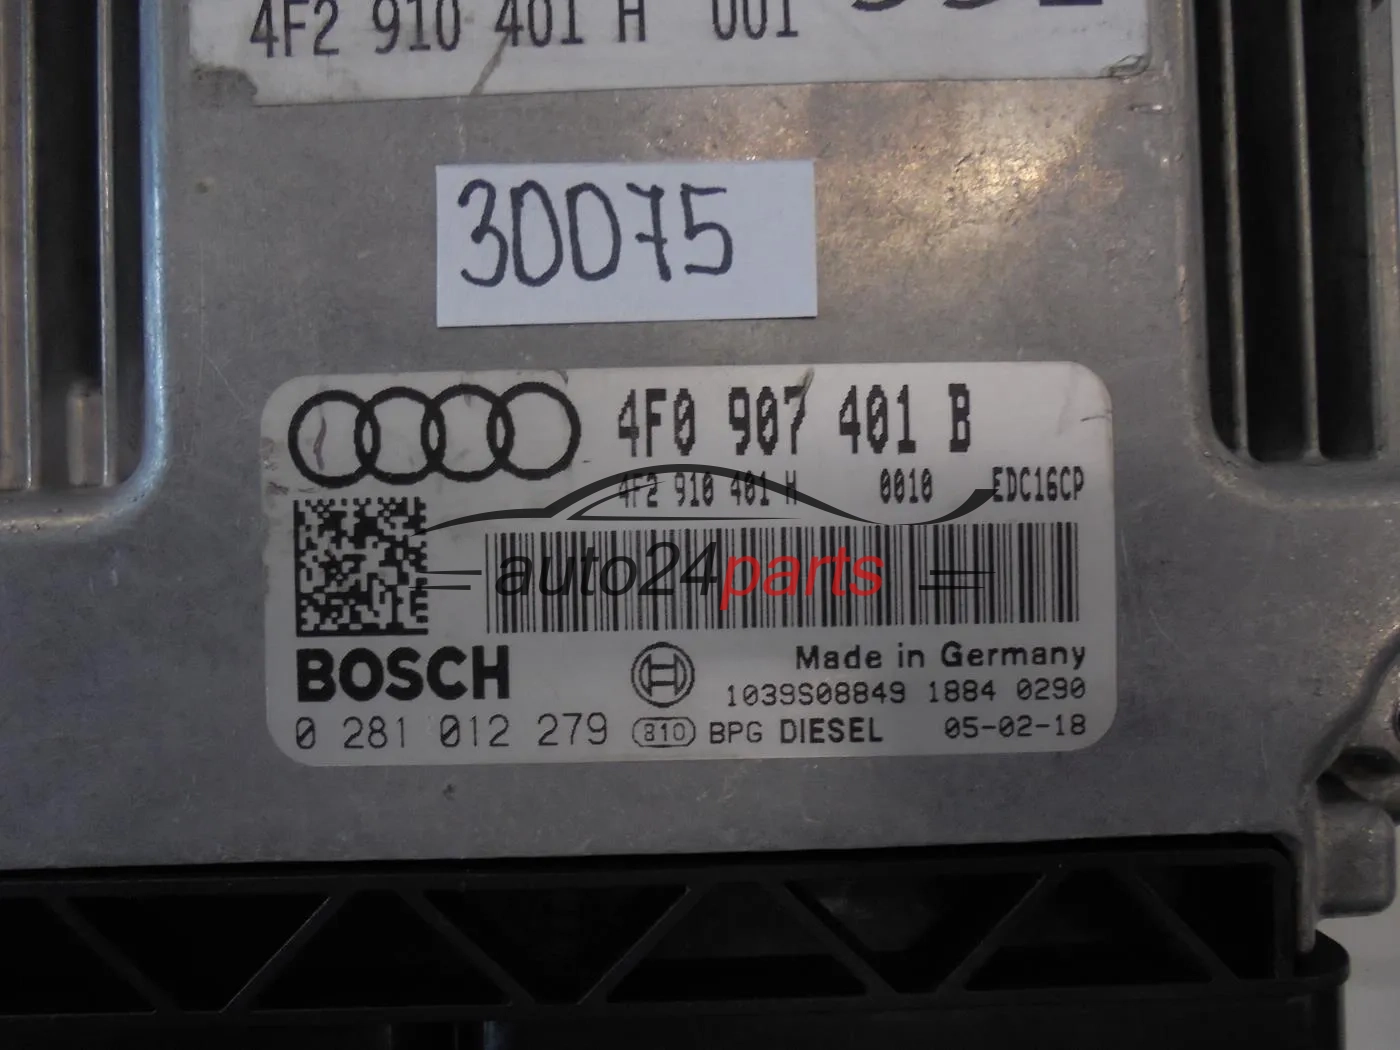 4F2 910 401 H 001
30075
4F0 907 401 B
4F2 910 401 H 0010 EDC16CP
auto24parts
BOSCH
Made in Germany
1039S08849 1884 0290
0 281 012 279 810 BPG DIESEL 05-02-18